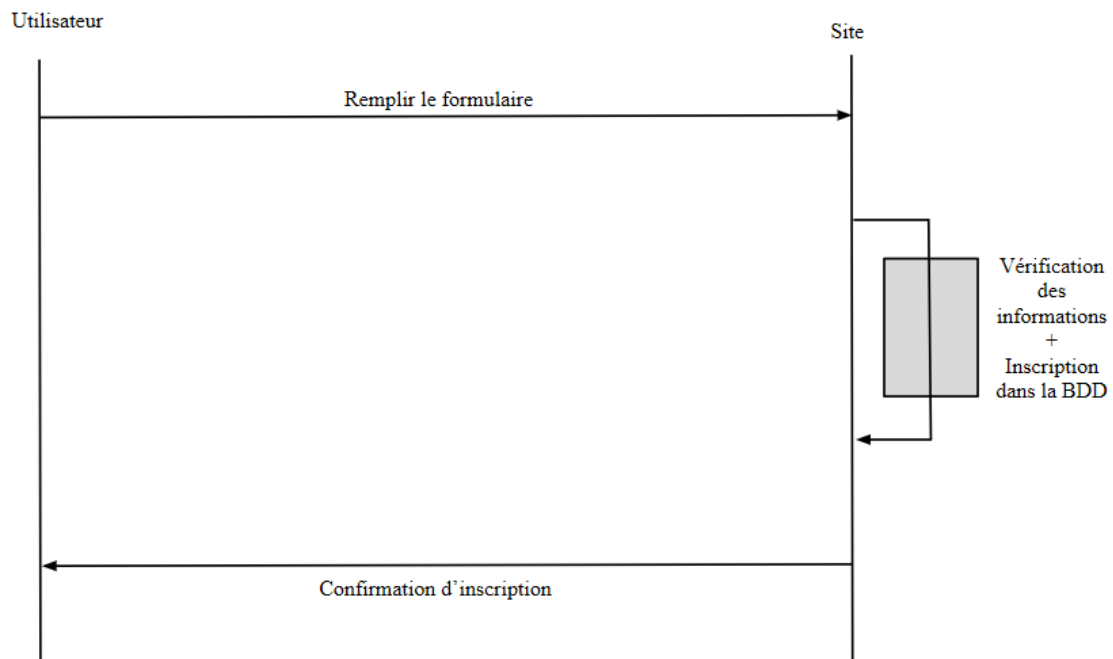 Utilisateur
Site
Remplir le formulaire
Vérification
des
informations
+
Inscription
dans la BDD
Confirmation d’inscription